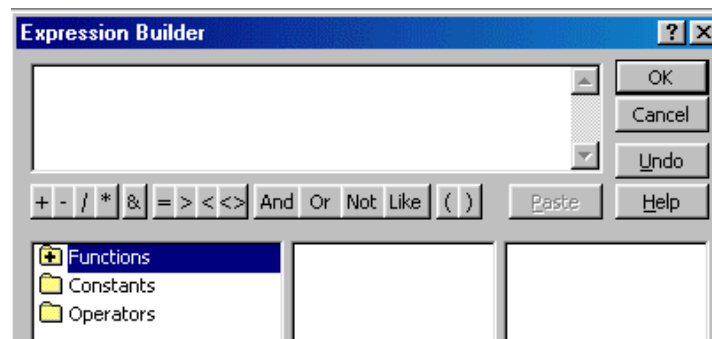 Expression Builder
OK
Cancel
Undo
+ - / * & = > < <> And Or Not Like ( ) Paste Help
Functions
Constants
Operators